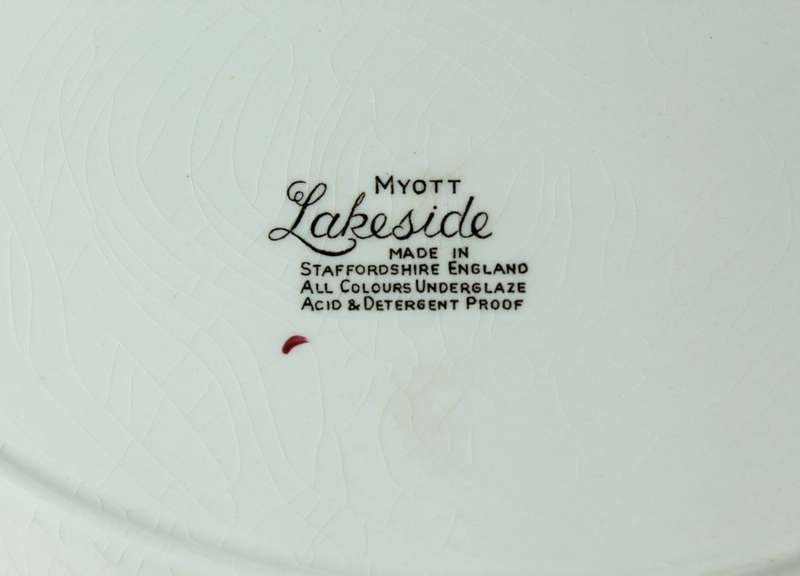 MYOTT
Lakeside
MADE IN
STAFFORDSHIRE ENGLAND
ALL COLOURS UNDERGLAZE
ACID & DETERGENT PROOF